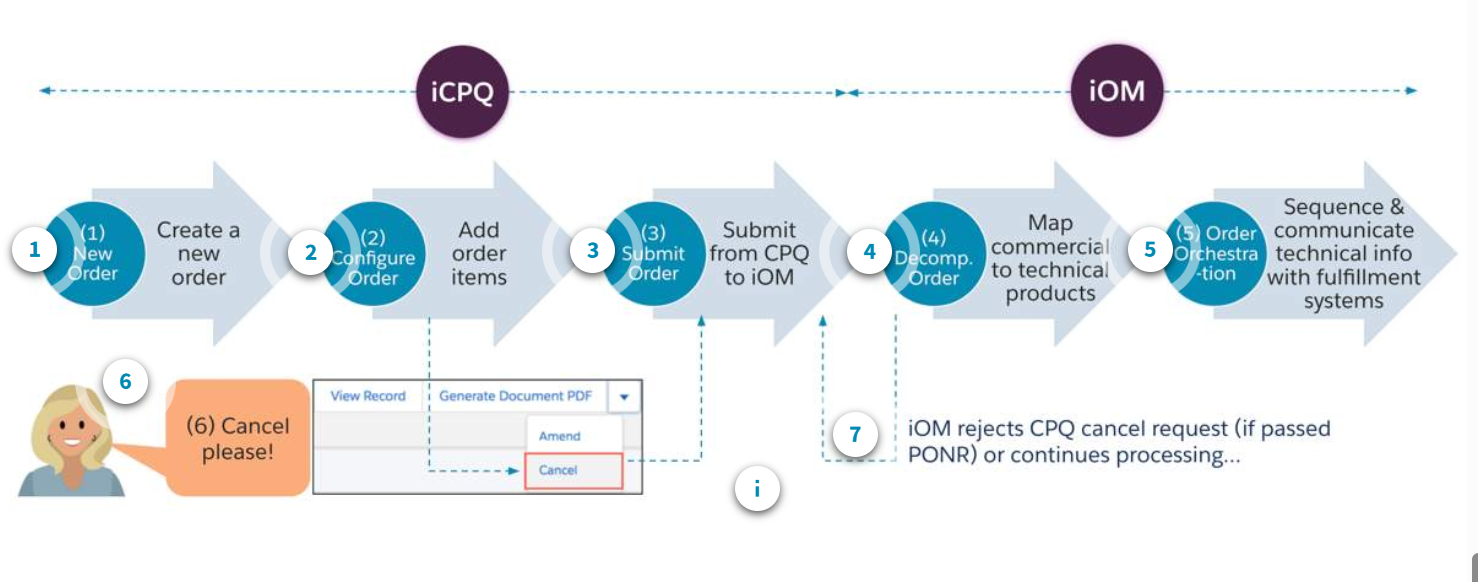 iCPQ
iOM
1
(1)
New
Order
Create a
new
order
2
(2)
Configure
Order
Add
order
items
3
(3)
Submit
Order
Submit
from CPQ
to iOM
4
(4)
Decomp.
Order
Map
commercial
to technical
products
5
(5) Order
Orchestra
-tion
Sequence &
communicate
technical info
with fulfillment
systems
6
(6) Cancel
please!
View Record
Generate Document PDF
Amend
Cancel
7
iOM rejects CPQ cancel request (if passed
PONR) or continues processing...
i